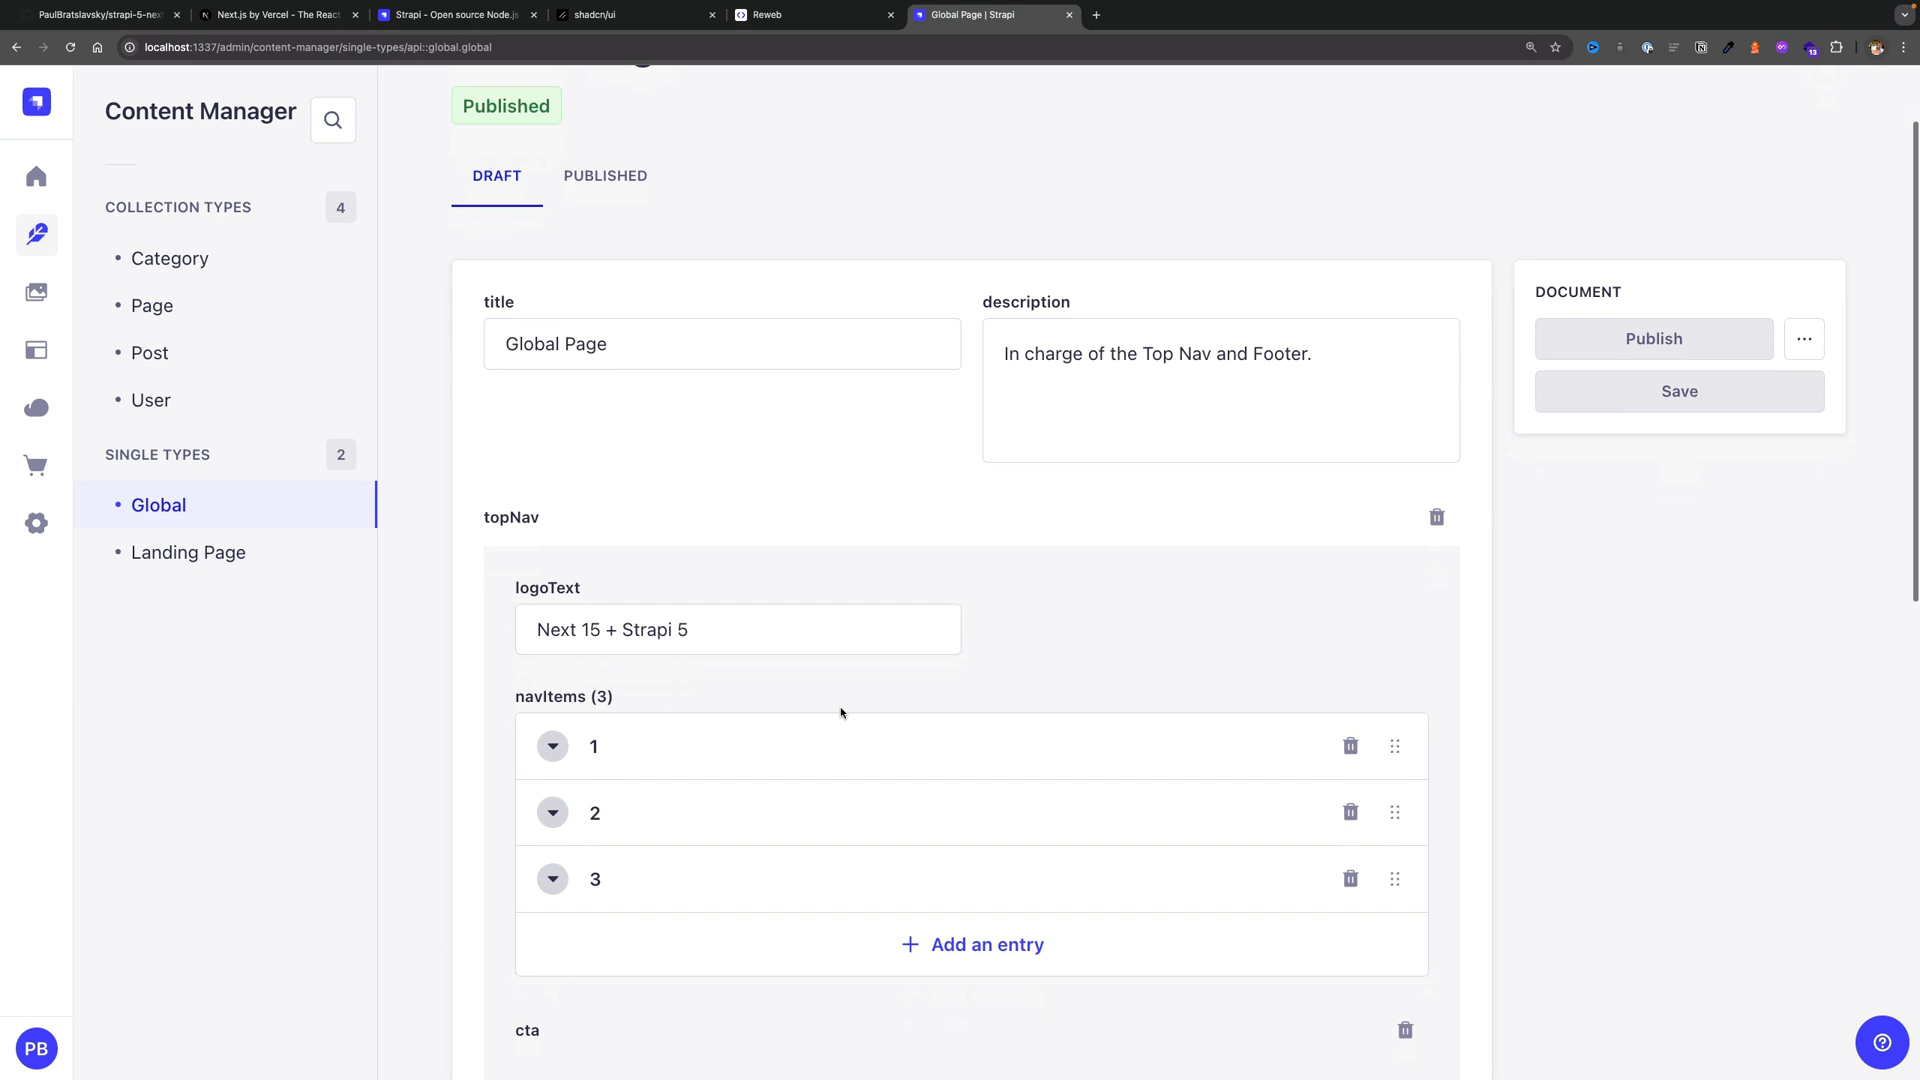 PaulBratslavsky/strapi-5-nex
Next.js by Vercel - The React
Strapi - Open source Node.js
shadcn/ui
Reweb
Global Page | Strapi
localhost:1337/admin/content-manager/single-types/api::global.global
13
Content Manager
COLLECTION TYPES
4
Category
Page
Post
User
SINGLE TYPES
2
Global
Landing Page
PB
Published
DRAFT
PUBLISHED
title
Global Page
description
In charge of the Top Nav and Footer.
topNav
logoText
Next 15 + Strapi 5
navItems (3)
1
2
3
Add an entry
cta
DOCUMENT
Publish
Save